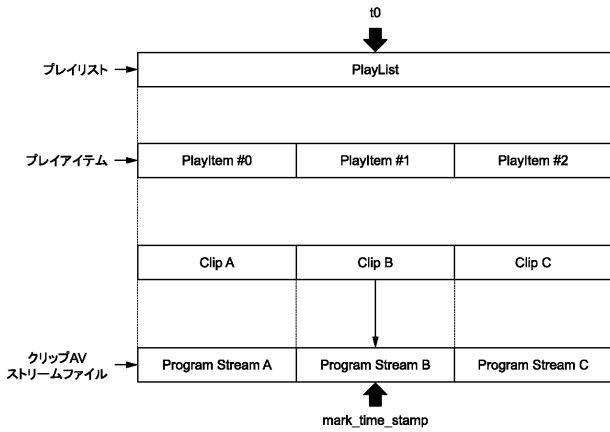 t0
プレイリスト
PlayList
プレイアイテム
PlayItem #0
PlayItem #1
PlayItem #2
Clip A
Clip B
Clip C
クリップAV
ストリームファイル
Program Stream A
Program Stream B
Program Stream C
mark_time_stamp